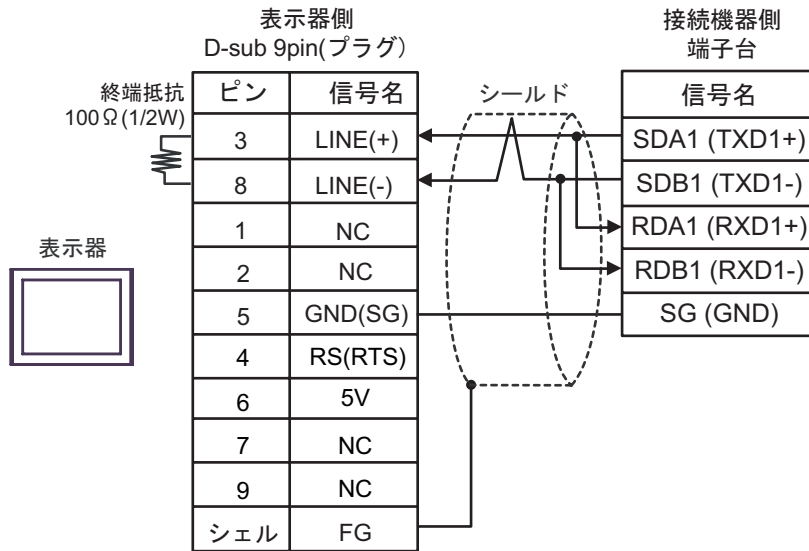 表示器側
D-sub 9pin(プラグ)
接続機器側
端子台
終端抵抗
100Ω(1/2W)
ピン 信号名
シールド
信号名
3 LINE(+)
SDA1 (TXD1+)
8 LINE(-)
SDB1 (TXD1-)
1 NC
RDA1 (RXD1+)
表示器
2 NC
RDB1 (RXD1-)
5 GND(SG)
SG (GND)
4 RS(RTS)
6 5V
7 NC
9 NC
シェル FG